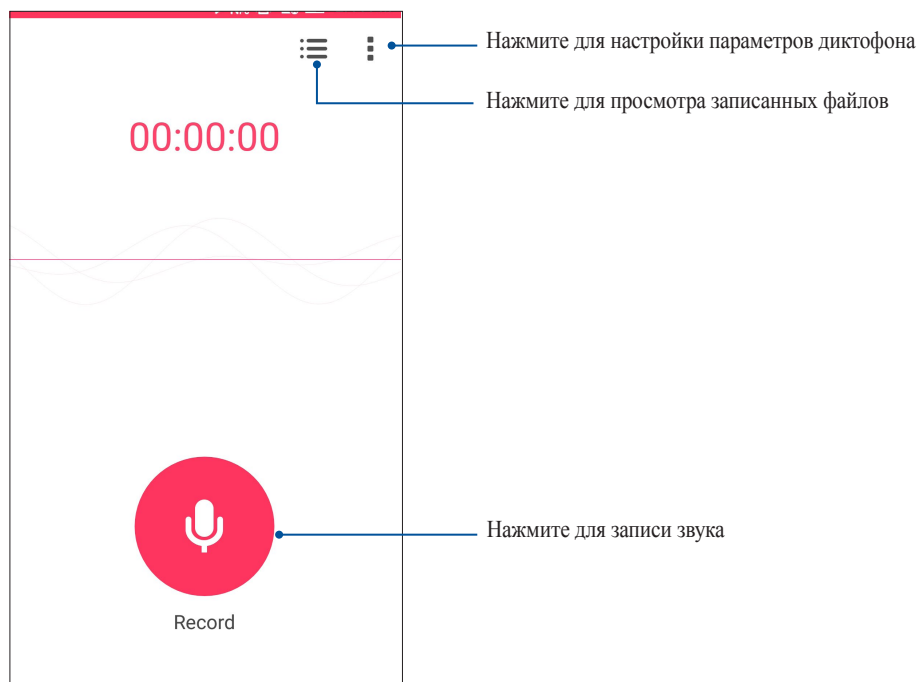 Нажмите для настройки параметров диктофона
Нажмите для просмотра записанных файлов
00:00:00
Нажмите для записи звука
Record